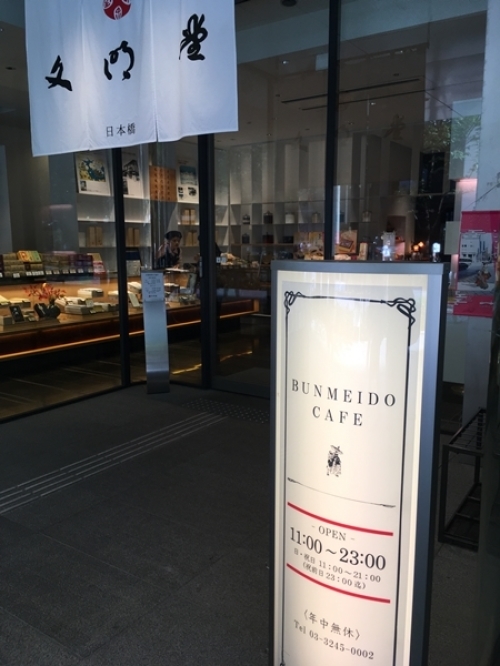 文明堂
日本橋
BUNMEIDO
CAFE
- OPEN -
11:00～23:00
日・祝日 11:00～21:00
(祝前日23:00迄)
〈年中無休〉
Tel 03-3245-0002